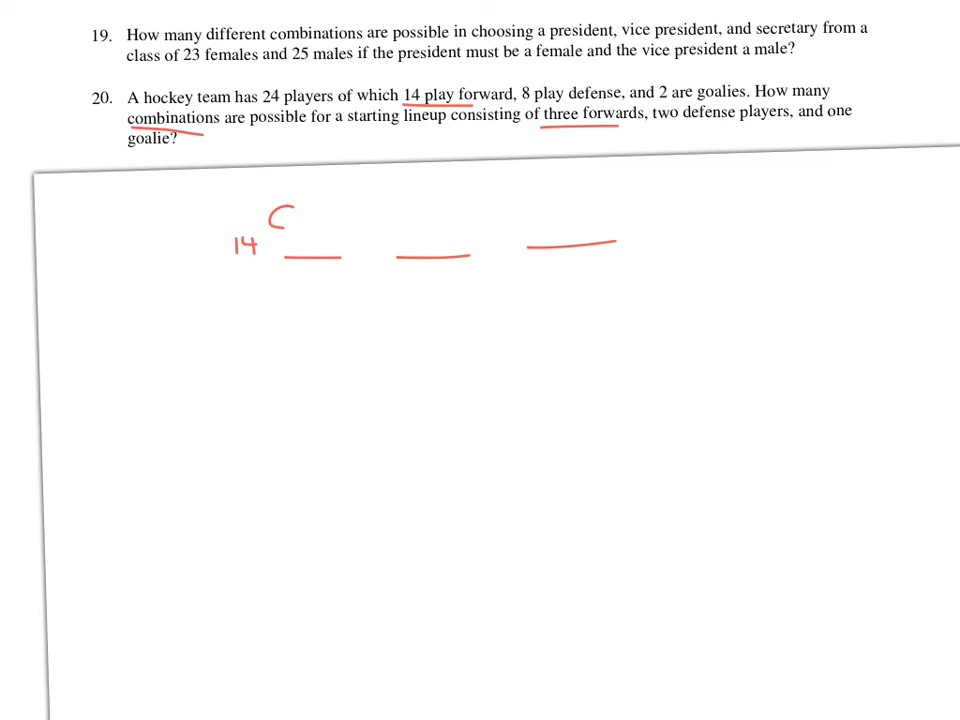 19. How many different combinations are possible in choosing a president, vice president, and secretary from a
class of 23 females and 25 males if the president must be a female and the vice president a male?
20. A hockey team has 24 players of which 14 play forward, 8 play defense, and 2 are goalies. How many
combinations are possible for a starting lineup consisting of three forwards, two defense players, and one
goalie?
14 C